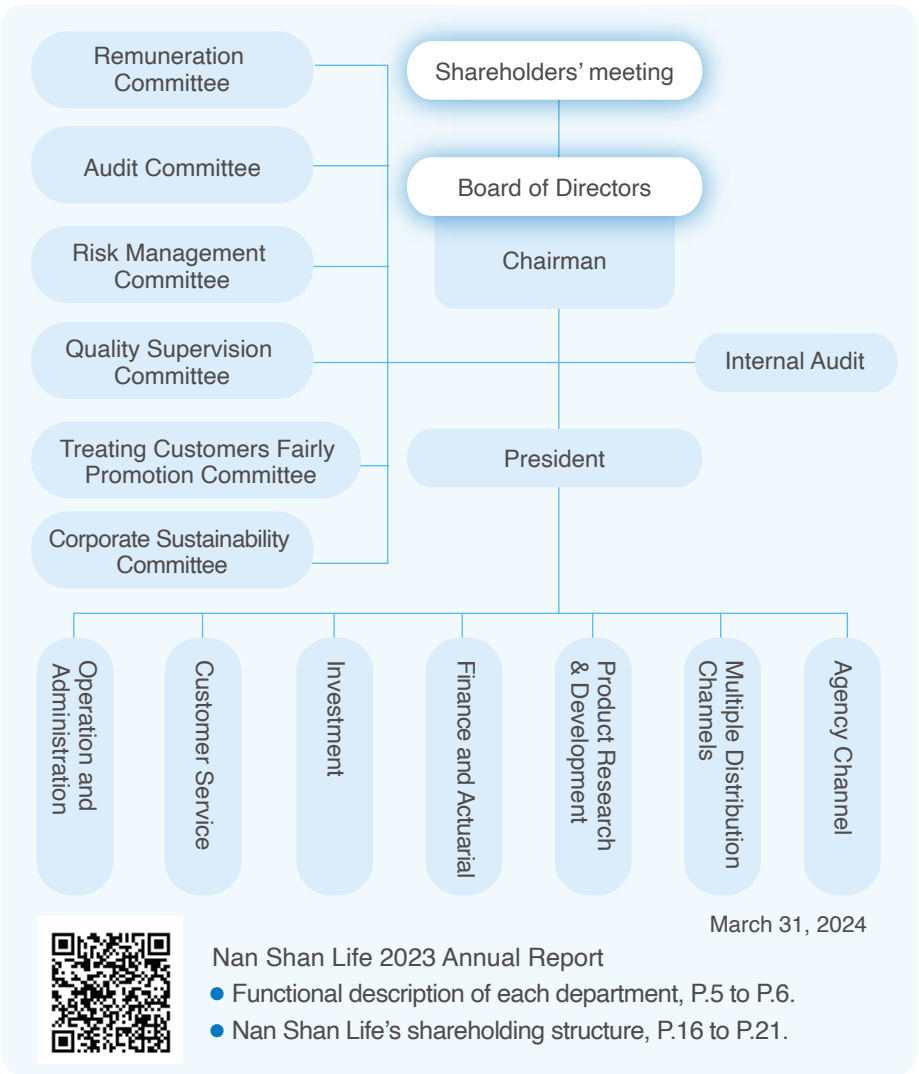 Remuneration
Committee
Audit Committee
Risk Management
Committee
Quality Supervision
Committee
Treating Customers Fairly
Promotion Committee
Corporate Sustainability
Committee
Shareholders’ meeting
Board of Directors
Chairman
Internal Audit
President
Operation and
Administration
Customer Service
Investment
Finance and Actuarial
Product Research
& Development
Multiple Distribution
Channels
Agency Channel
March 31, 2024
Nan Shan Life 2023 Annual Report
● Functional description of each department, P.5 to P.6.
● Nan Shan Life’s shareholding structure, P.16 to P.21.